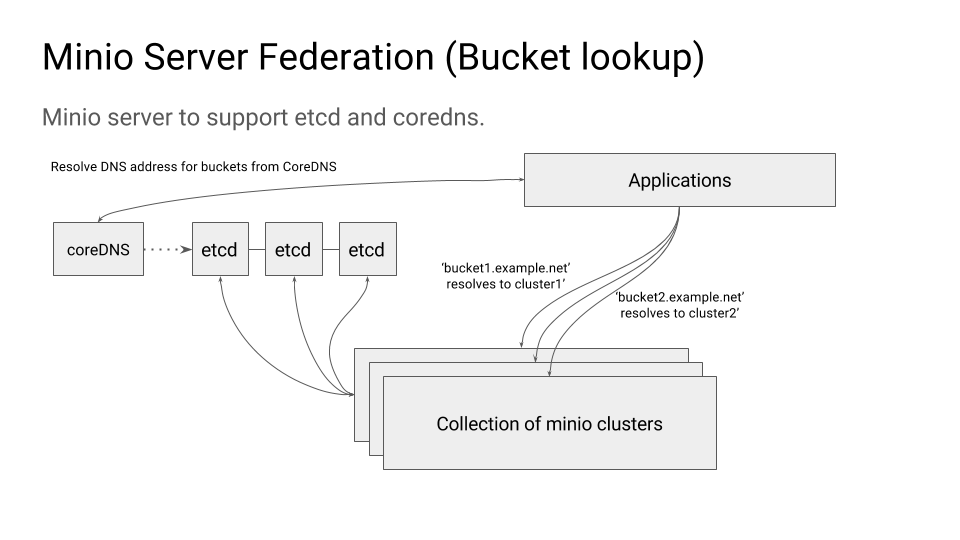 Minio Server Federation (Bucket lookup)
Minio server to support etcd and coredns.
Resolve DNS address for buckets from CoreDNS
Applications
coreDNS
etcd
etcd
etcd
‘bucket1.example.net’
resolves to cluster1’
‘bucket2.example.net’
resolves to cluster2’
Collection of minio clusters